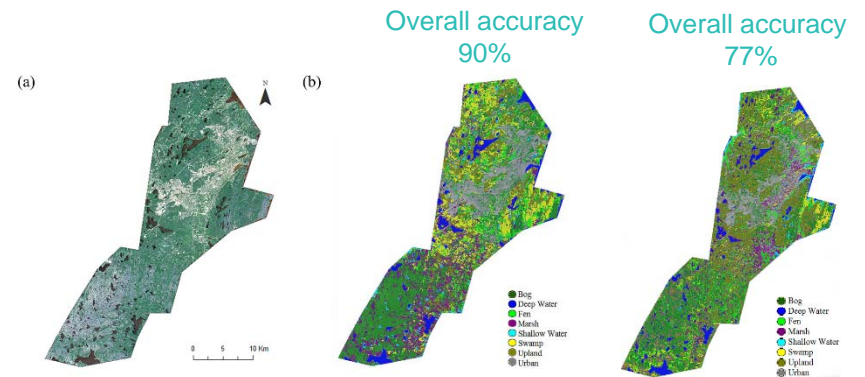 Overall accuracy
90%
Overall accuracy
77%
(a)
N
(b)
0 5 10 Km
Bog
Deep Water
Fen
Marsh
Shallow Water
Swamp
Upland
Urban
Bog
Deep Water
Fen
Marsh
Shallow Water
Swamp
Upland
Urban